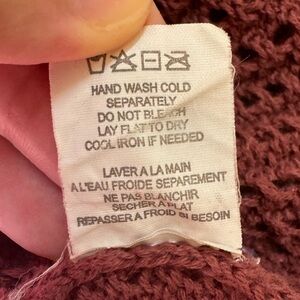 HAND WASH COLD
SEPARATELY
DO NOT BLEACH
LAY FLAT TO DRY
COOL IRON IF NEEDED
LAVER A LA MAIN
A L'EAU FROIDE SEPAREMENT
NE PAS BLANCHIR
SECHER A PLAT
REPASSER A FROID SI BESOIN